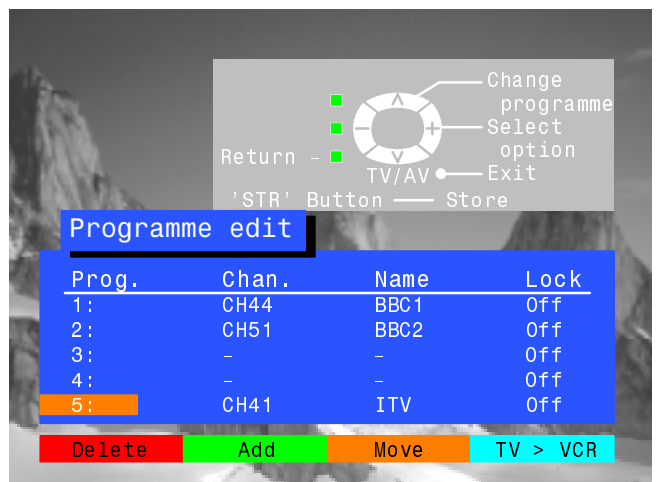 Change
programme
Select
option
Return –
TV/AV Exit
'STR' Button — Store
Programme edit
Prog. Chan. Name Lock
1: CH44 BBC1 Off
2: CH51 BBC2 Off
3: – – Off
4: – – Off
5: CH41 ITV Off
Delete Add Move TV > VCR